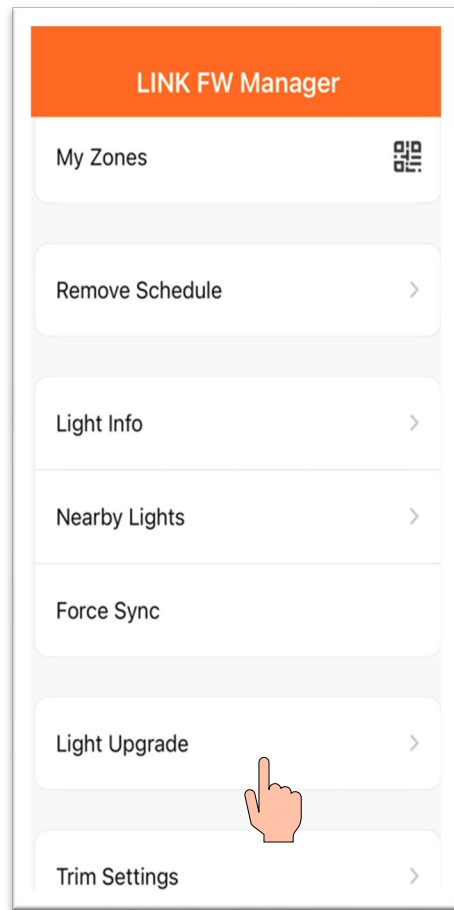 LINK FW Manager
My Zones
Remove Schedule
Light Info
Nearby Lights
Force Sync
Light Upgrade
Trim Settings